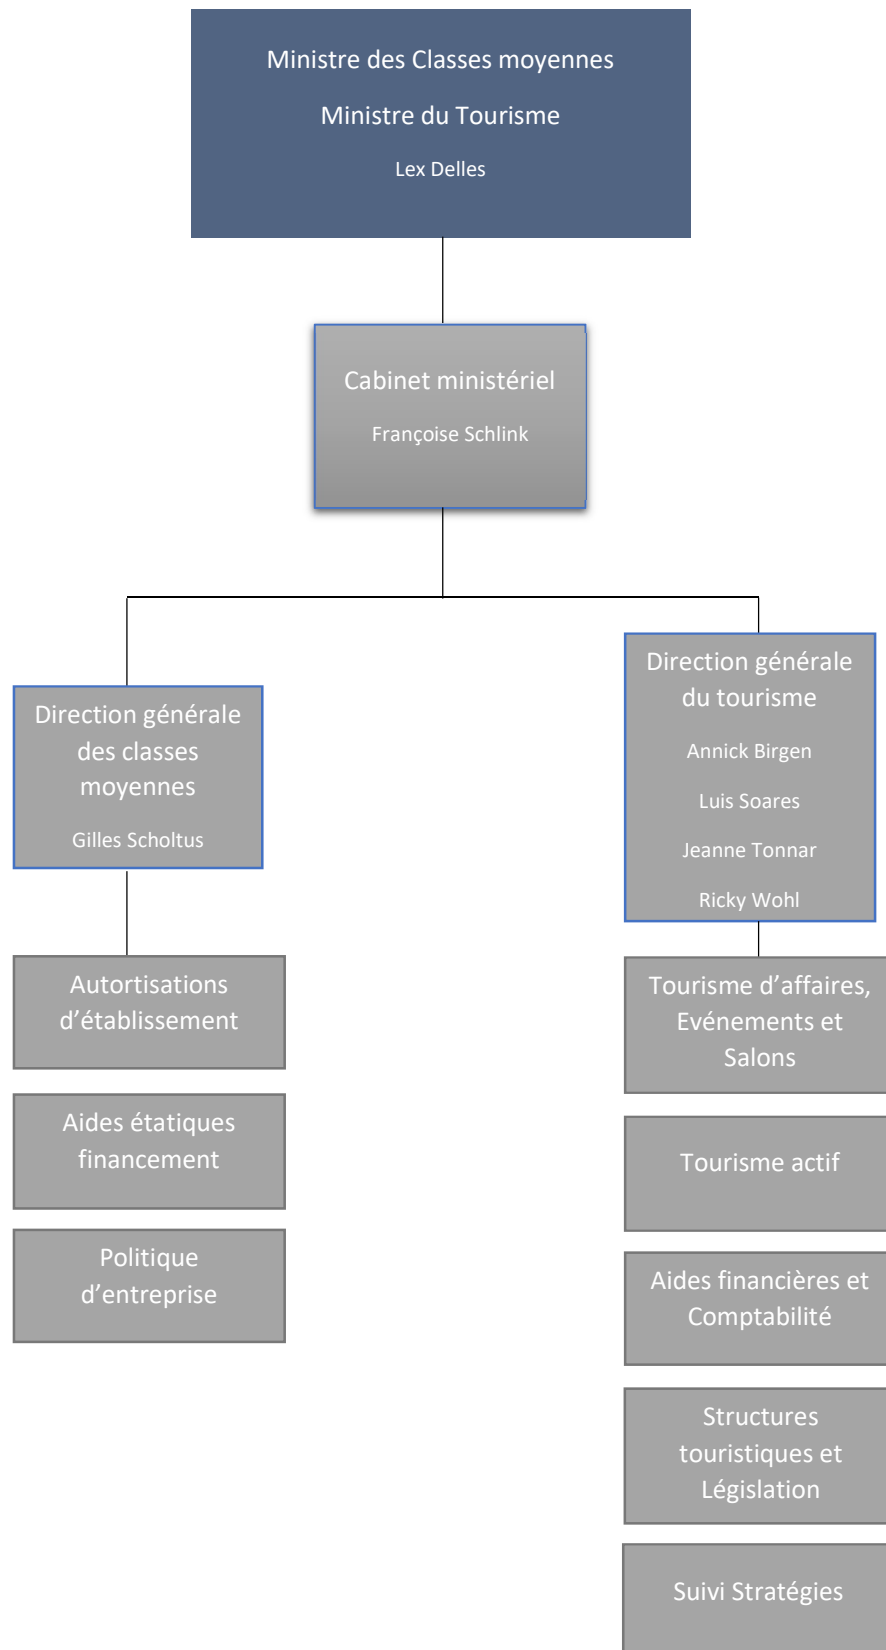 Ministre des Classes moyennes
Ministre du Tourisme
Lex Delles
Cabinet ministériel
Françoise Schlink
Direction générale
des classes
moyennes
Gilles Scholtus
Autortisations
d’établissement
Aides étatiques
financement
Politique
d’entreprise
Direction générale
du tourisme
Annick Birgen
Luis Soares
Jeanne Tonnar
Ricky Wohl
Tourisme d’affaires,
Evénements et
Salons
Tourisme actif
Aides financières et
Comptabilité
Structures
touristiques et
Législation
Suivi Stratégies